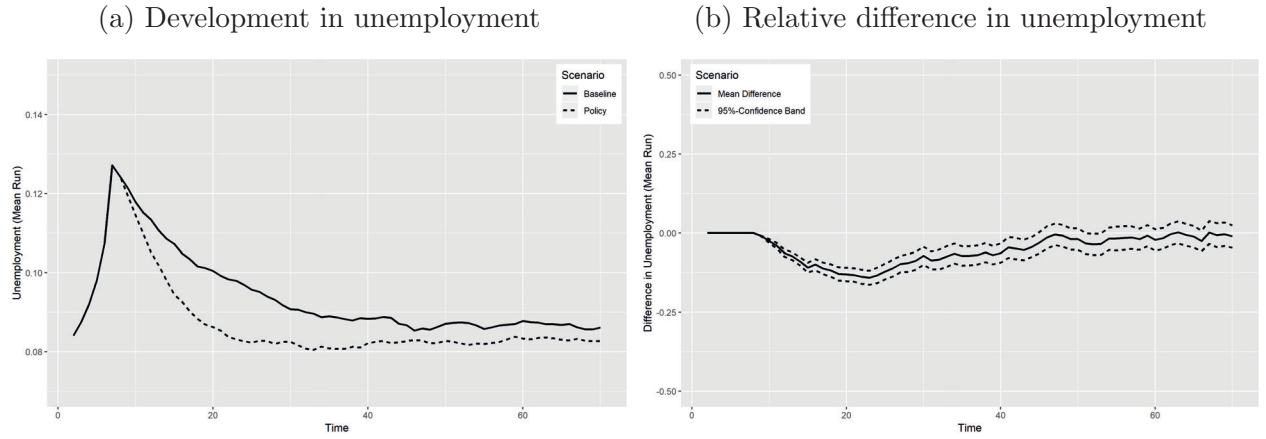 (a) Development in unemployment
(b) Relative difference in unemployment
Scenario
Baseline
Policy
0.14
0.12
0.10
0.08
Unemployment (Mean Run)
0
20
40
60
Time
Scenario
Mean Difference
95%-Confidence Band
0.50
0.25
0.00
-0.25
-0.50
Difference in Unemployment (Mean Run)
0
20
40
60
Time